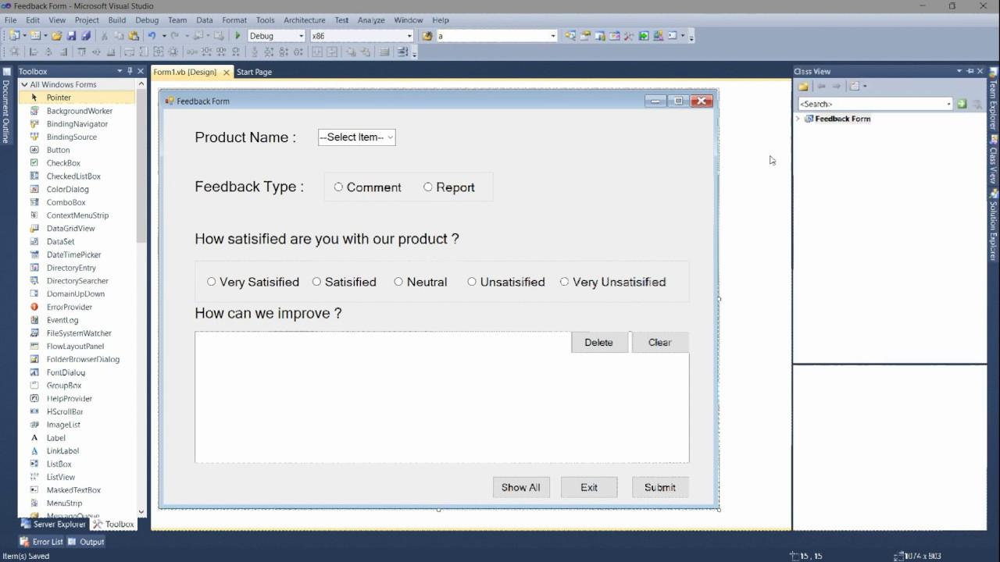 Feedback Form - Microsoft Visual Studio
File Edit View Project Build Debug Team Data Format Tools Architecture Test Analyze Window Help
Debug x86 a
Toolbox
Form1.vb [Design] Start Page
Class View
All Windows Forms
Pointer
BackgroundWorker
BindingNavigator
BindingSource
Button
CheckBox
CheckedListBox
ColorDialog
ComboBox
ContextMenuStrip
DataGridView
DataSet
DateTimePicker
DirectoryEntry
DirectorySearcher
DomainUpDown
ErrorProvider
EventLog
FileSystemWatcher
FlowLayoutPanel
FolderBrowserDialog
FontDialog
GroupBox
HelpProvider
HScrollBar
ImageList
Label
LinkLabel
ListBox
ListView
MaskedTextBox
MenuStrip
MessageQueue
Document Outline
Feedback Form
Product Name : --Select Item--
Feedback Type : Comment Report
How satisified are you with our product ?
Very Satisified Satisified Neutral Unsatisified Very Unsatisified
How can we improve ?
Delete Clear
Show All Exit Submit
<Search>
Feedback Form
Team Explorer
Class View
Solution Explorer
Server Explorer Toolbox
Error List Output
Item(s) Saved 15 , 15 1074 x 803